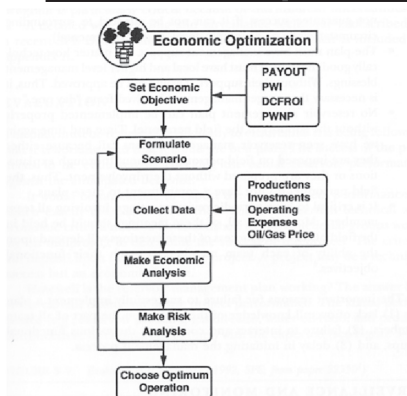 Economic Optimization
Set Economic
Objective
PAYOUT
PWI
DCFROI
PWNP
Formulate
Scenario
Collect Data
Productions
Investments
Operating
Expenses
Oil/Gas Price
Make Economic
Analysis
Make Risk
Analysis
Choose Optimum
Operation